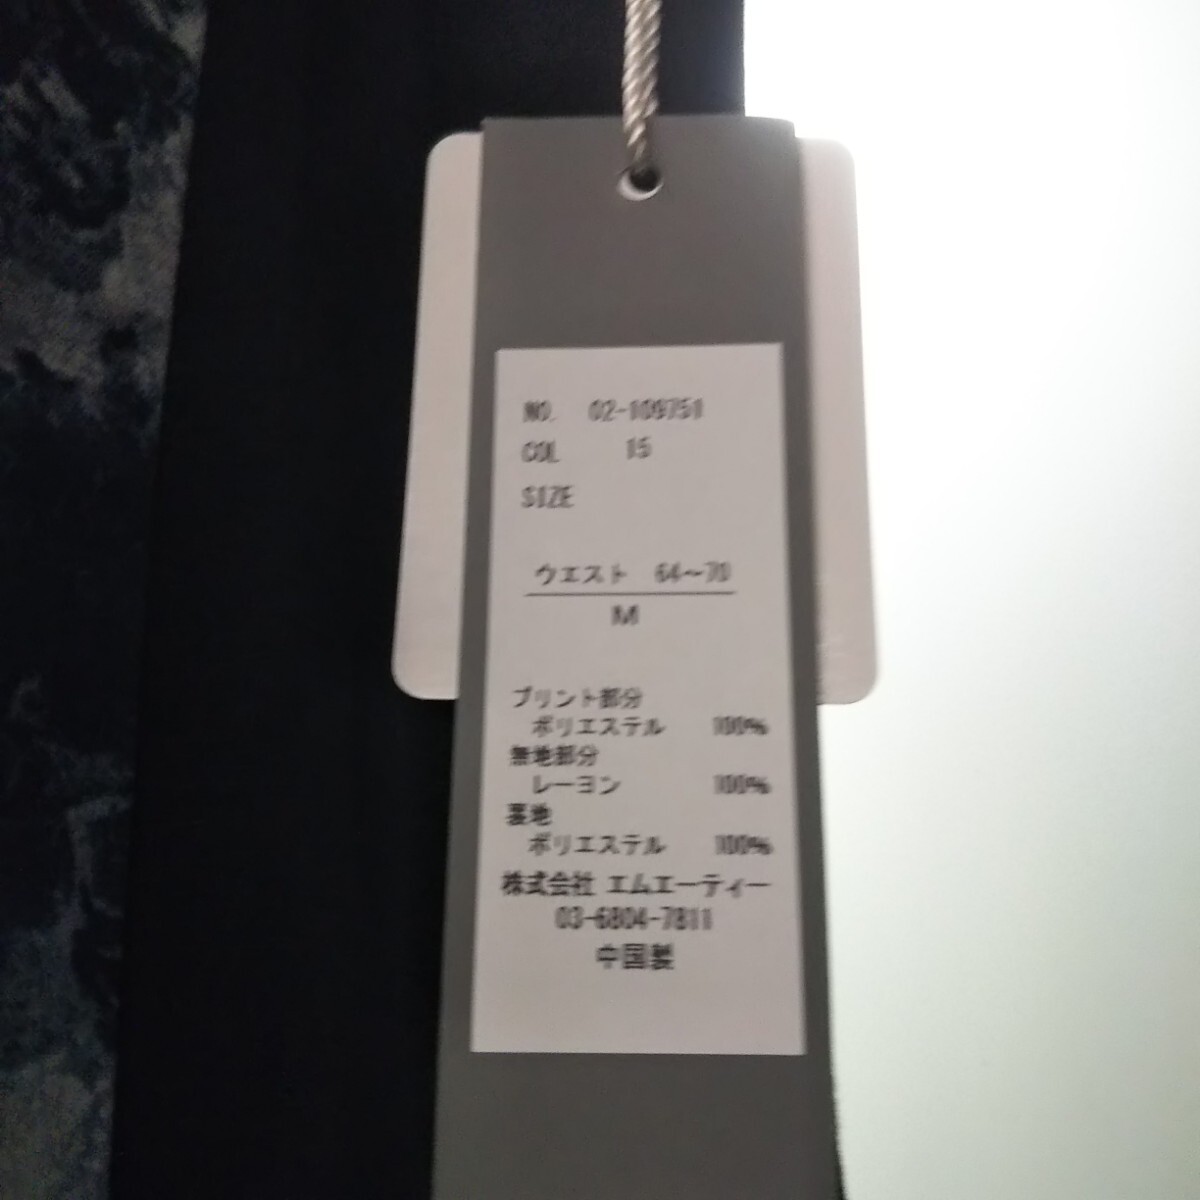 NO. 02-109751
COL 15
SIZE
ウエスト 64〜70
M
プリント部分
ポリエステル 100%
無地部分
レーヨン 100%
裏地
ポリエステル 100%
株式会社 エムエーティー
03-6804-7811
中国製